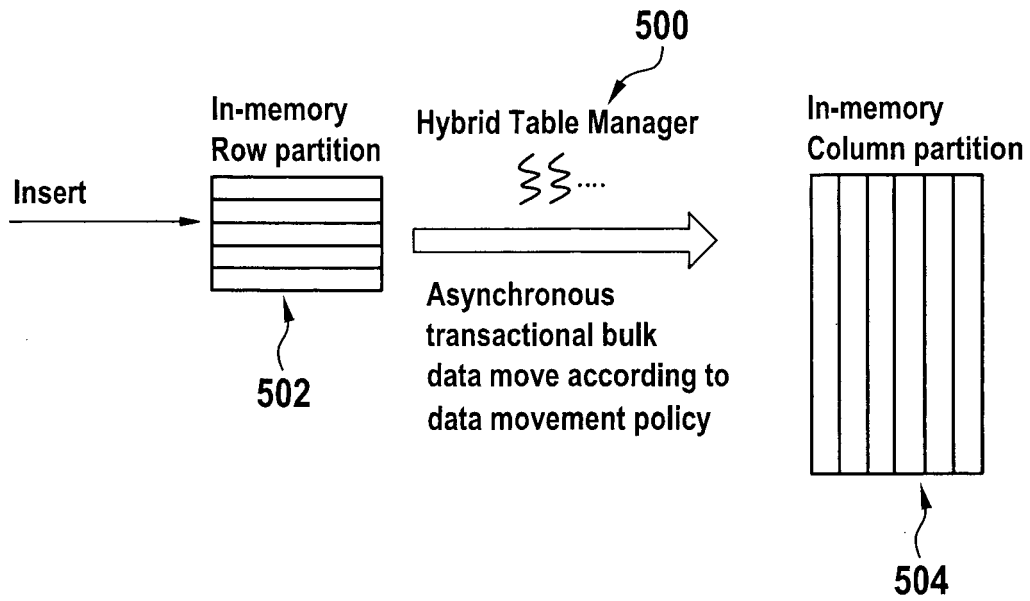 500
In-memory
Row partition
Hybrid Table Manager
In-memory
Column partition
Insert
....
Asynchronous
transactional bulk
data move according to
data movement policy
502
504